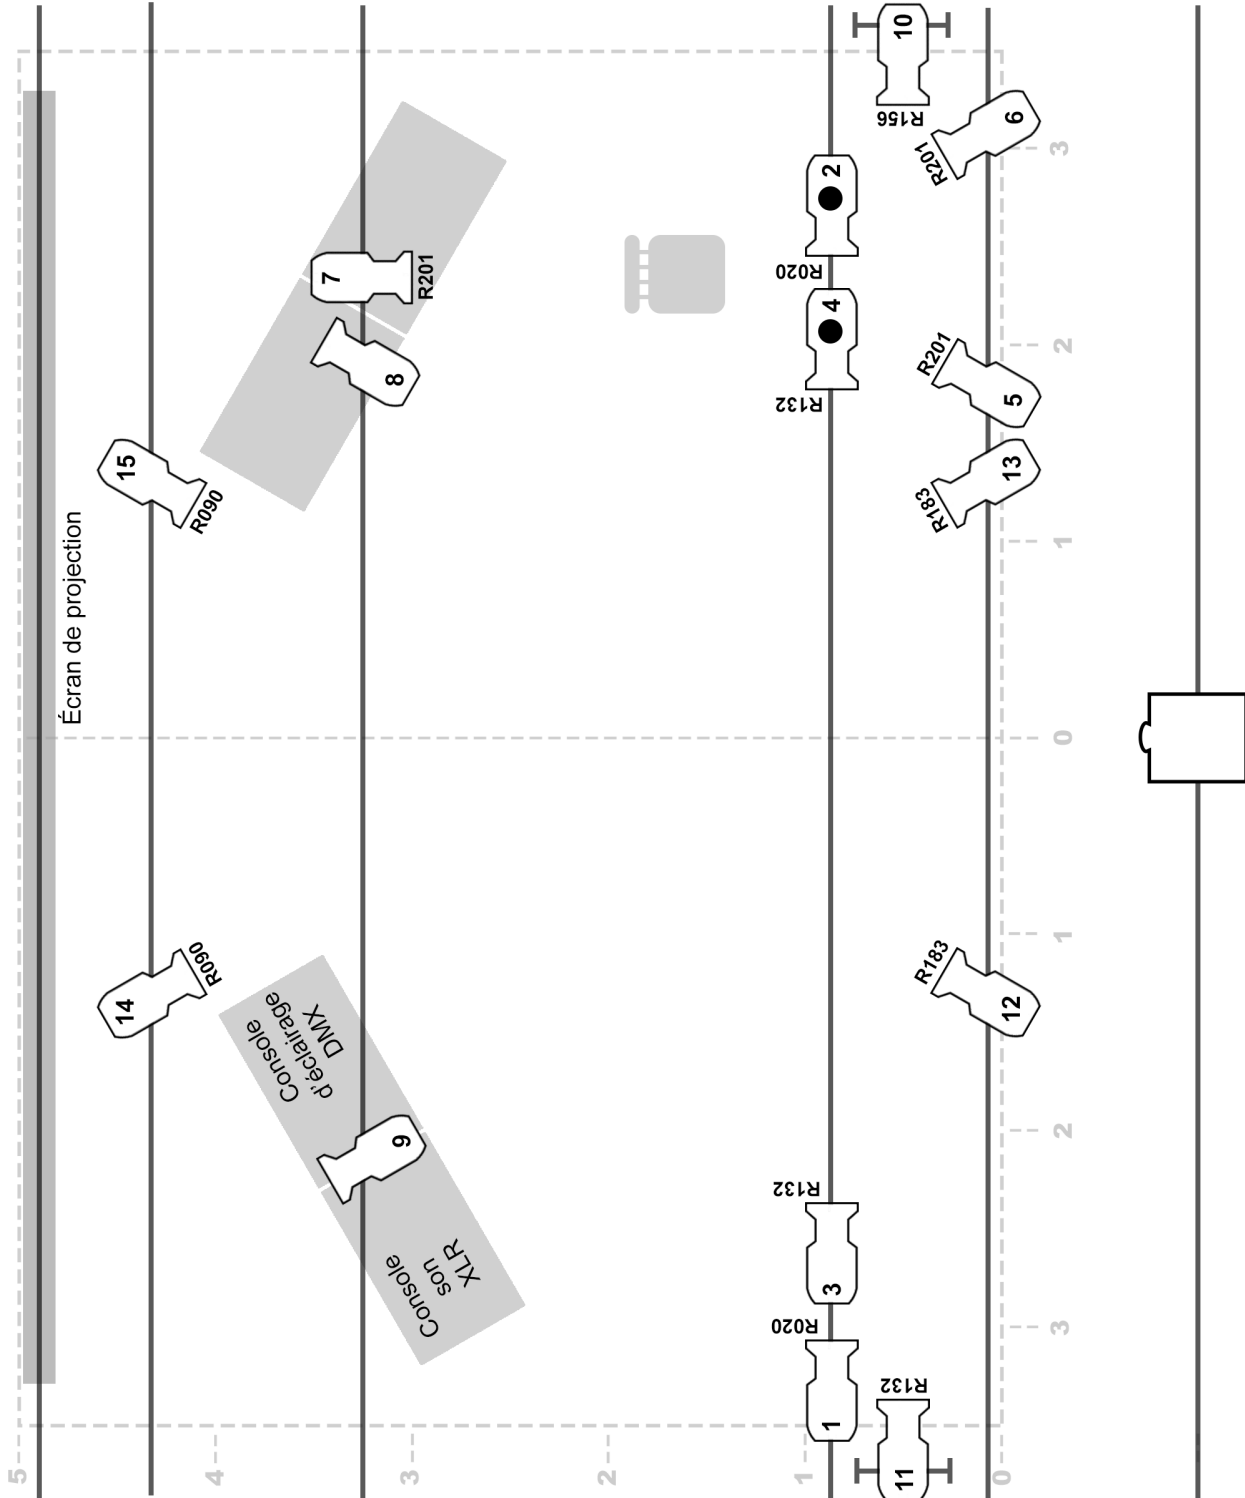 Écran de projection
5
4
3
2
1
0
3
2
1
0
1
2
3
15
R090
14
R090
7
R201
8
9
Console
d'éclairage
DMX
Console
son
XLR
2
R020
4
R132
3
R132
1
R020
10
R156
11
R132
6
R201
5
R201
13
R183
12
R183